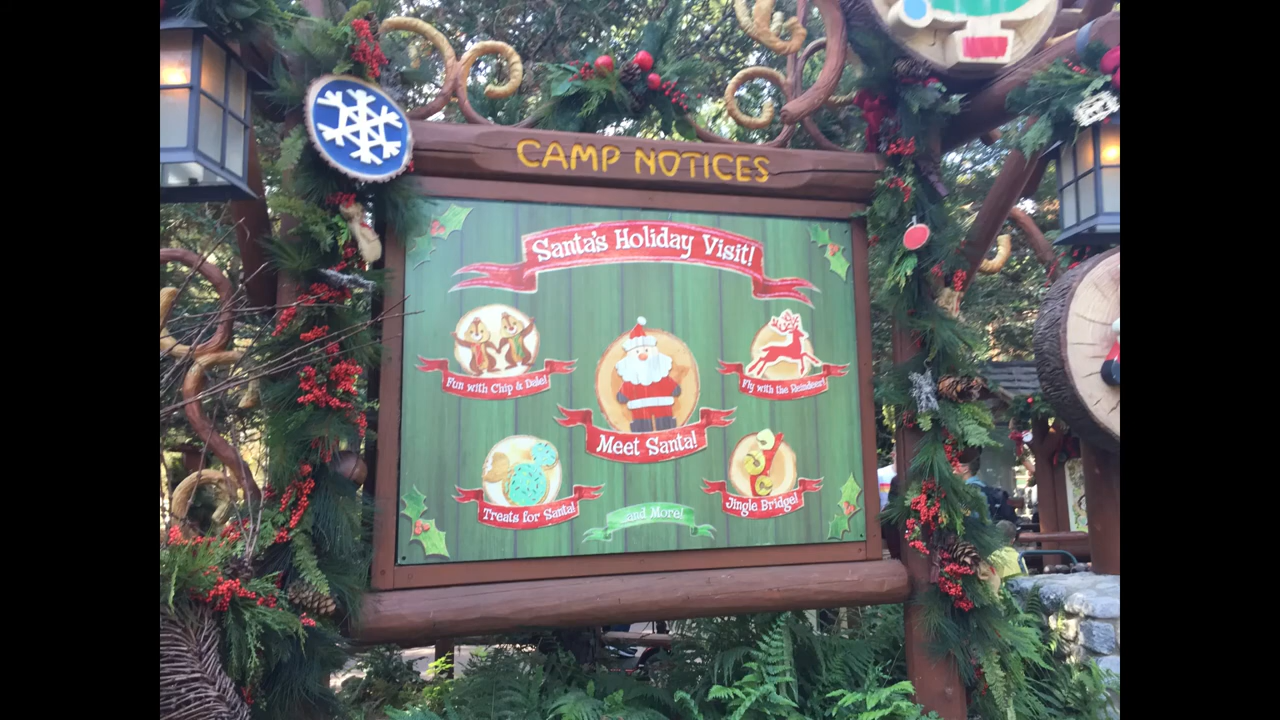 CAMP NOTICES
Santa's Holiday Visit!
Fun with Chip & Dale!
Fly with the Reindeer!
Meet Santa!
Treats for Santa!
Jingle Bridge!
...and More!